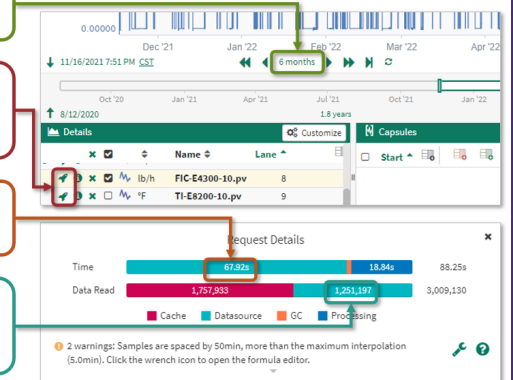 0.00000
Dec '21 Jan '22 Feb '22 Mar '22 Apr '22
11/16/2021 7:51 PM CST 6 months
Oct '20 Jan '21 Apr '21 Jul '21 Oct '21 Jan '22
8/12/2020 1.8 years
Details Customize Capsules
Name Lane Start
lb/h FIC-E4300-10.pv 8
°F TI-E8200-10.pv 9
Request Details
Time 67.92s 18.84s 88.25s
Data Read 1,757,933 1,251,197 3,009,130
Cache Datasource GC Processing
2 warnings: Samples are spaced by 50min, more than the maximum interpolation
(5.0min). Click the wrench icon to open the formula editor.